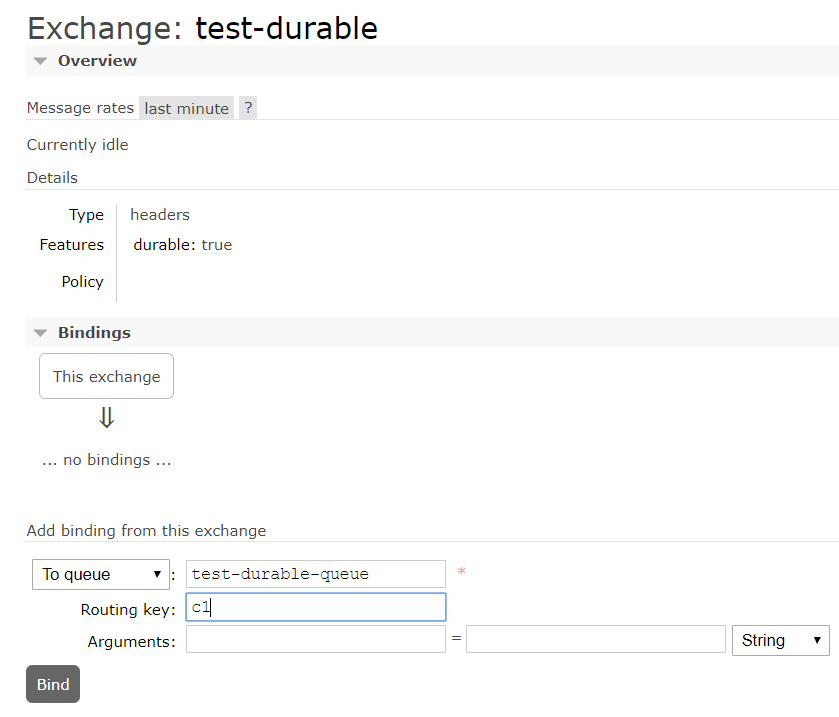 Exchange: test-durable
Overview
Message rates last minute ?
Currently idle
Details
Type headers
Features durable: true
Policy
Bindings
This exchange
⇓
... no bindings ...
Add binding from this exchange
To queue : test-durable-queue *
Routing key: c1
Arguments: = String
Bind